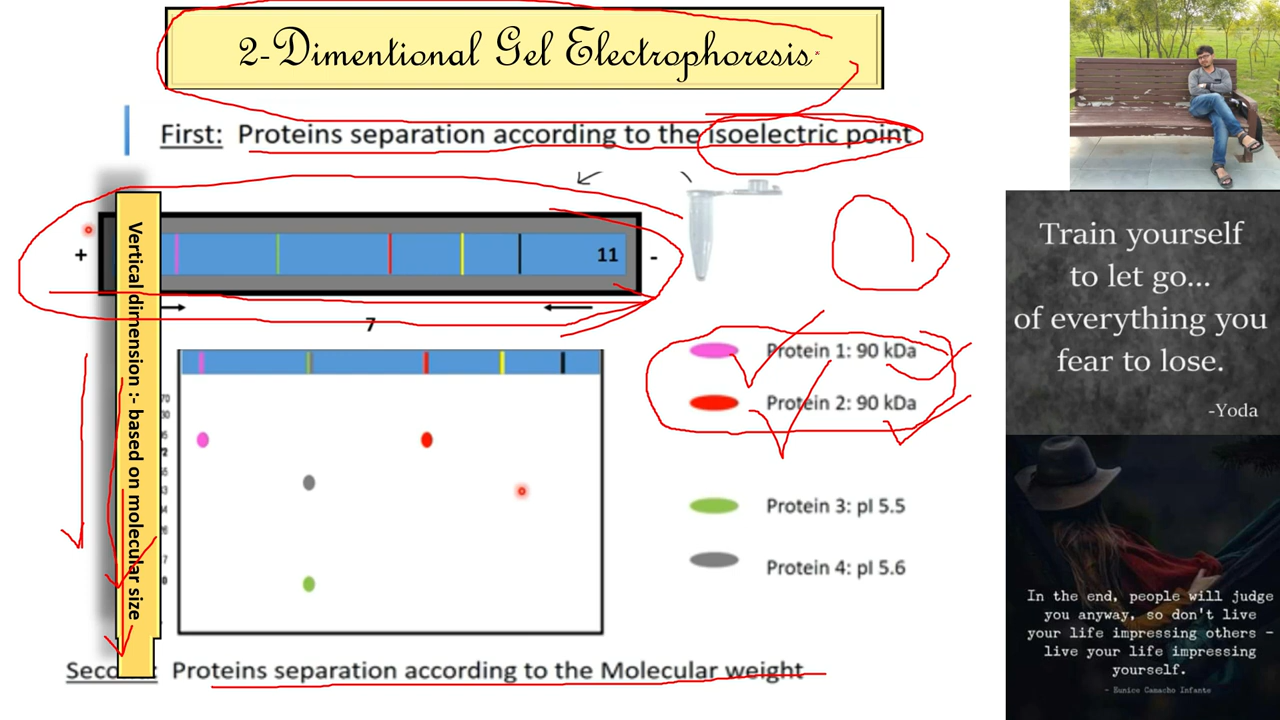 2-Dimentional Gel Electrophoresis
First: Proteins separation according to the isoelectric point
+
11
-
7
Vertical dimension :- based on molecular size
Protein 1: 90 kDa
Protein 2: 90 kDa
Protein 3: pI 5.5
Protein 4: pI 5.6
Proteins separation according to the Molecular weight
Train yourself
to let go...
of everything you
fear to lose.
-Yoda
In the end, people will judge
you anyway, so don't live
your life impressing others -
live your life impressing
yourself.
- Eunice Camacho Infante